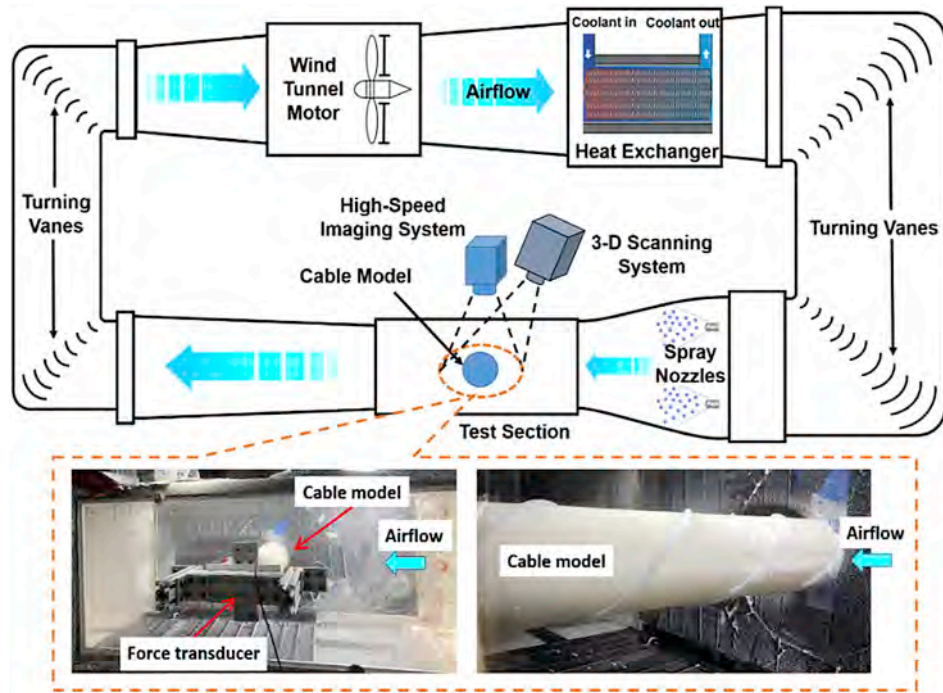 Coolant in Coolant out
Wind
Tunnel
Motor
Airflow
Heat Exchanger
Turning
Vanes
High-Speed
Imaging System
3-D Scanning
System
Cable Model
Turning Vanes
Spray
Nozzles
Test Section
Cable model
Airflow
Force transducer
Cable model
Airflow